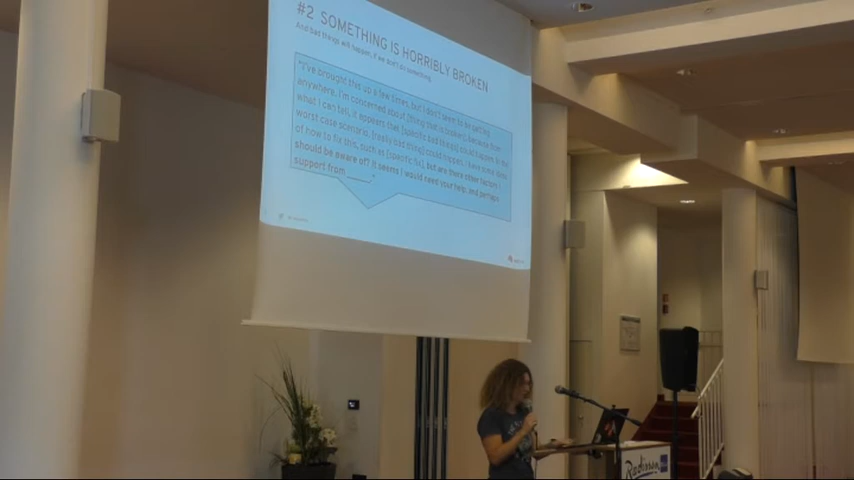 #2 SOMETHING IS HORRIBLY BROKEN
And bad things will happen, if we don't do something.
"I've brought this up a few times, but I don't seem to be getting
anywhere. I'm concerned about [thing that is broken], because from
what I can tell, it appears that [specific bad things] could happen. In the
worst case scenario, [really bad thing] could happen. I have some ideas
of how to fix this, such as [specific fix], but are there other factors I
should be aware of? It seems I would need your help, and perhaps
support from ______."
Radisson